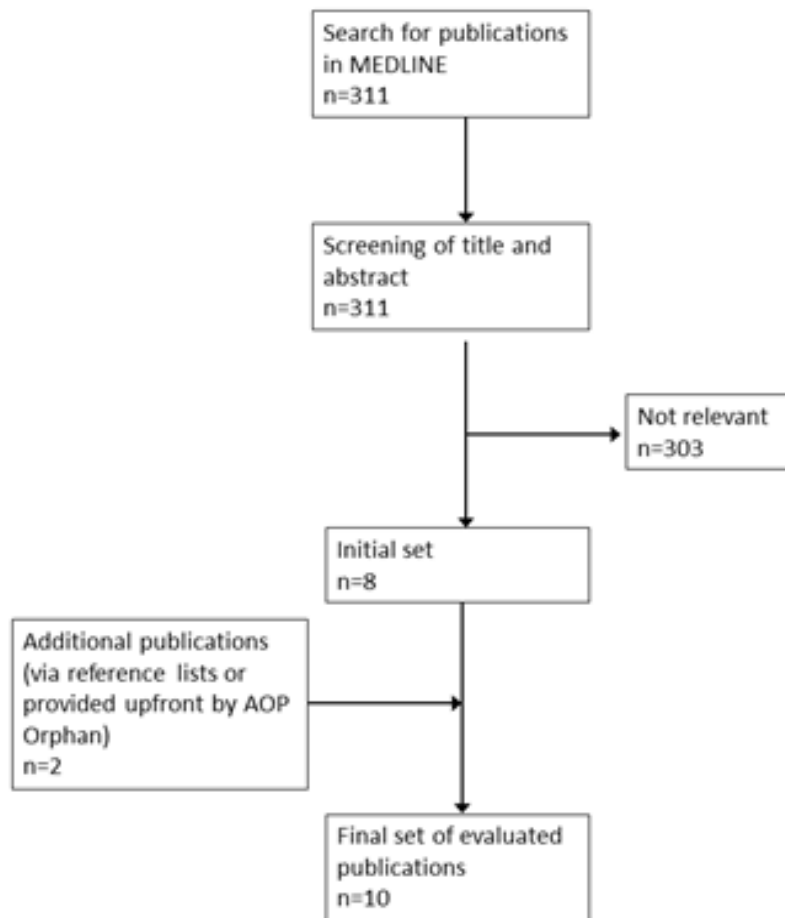 Search for publications
in MEDLINE
n=311
Screening of title and
abstract
n=311
Not relevant
n=303
Initial set
n=8
Additional publications
(via reference lists or
provided upfront by AOP
Orphan)
n=2
Final set of evaluated
publications
n=10